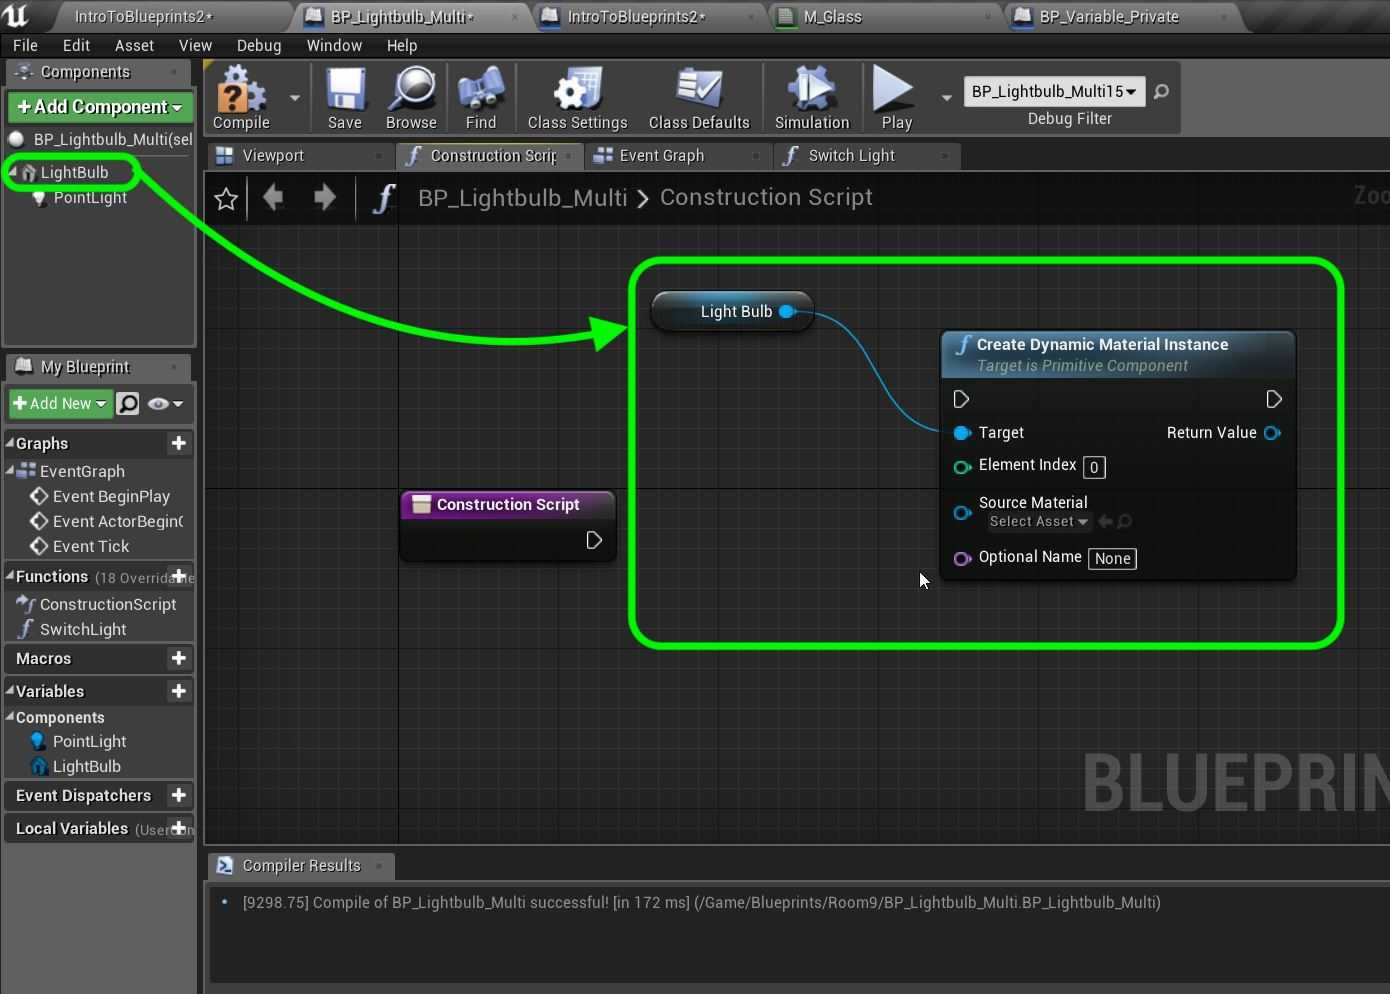 IntroToBlueprints2*
BP_Lightbulb_Multi*
IntroToBlueprints2*
M_Glass
BP_Variable_Private
File Edit Asset View Debug Window Help
Components
+Add Component
BP_Lightbulb_Multi(sel
LightBulb
PointLight
Compile
Save
Browse
Find
Class Settings
Class Defaults
Simulation
Play
BP_Lightbulb_Multi15
Debug Filter
Viewport
Construction Scrip
Event Graph
Switch Light
BP_Lightbulb_Multi > Construction Script
Zoo
Light Bulb
Create Dynamic Material Instance
Target is Primitive Component
Target
Return Value
Element Index 0
Source Material
Select Asset
Optional Name None
Construction Script
BLUEPRIN
My Blueprint
+Add New
Graphs
EventGraph
Event BeginPlay
Event ActorBegin
Event Tick
Functions (18 Overridable
ConstructionScript
SwitchLight
Macros
Variables
Components
PointLight
LightBulb
Event Dispatchers
Local Variables
Compiler Results
[9298.75] Compile of BP_Lightbulb_Multi successful! [in 172 ms] (/Game/Blueprints/Room9/BP_Lightbulb_Multi.BP_Lightbulb_Multi)